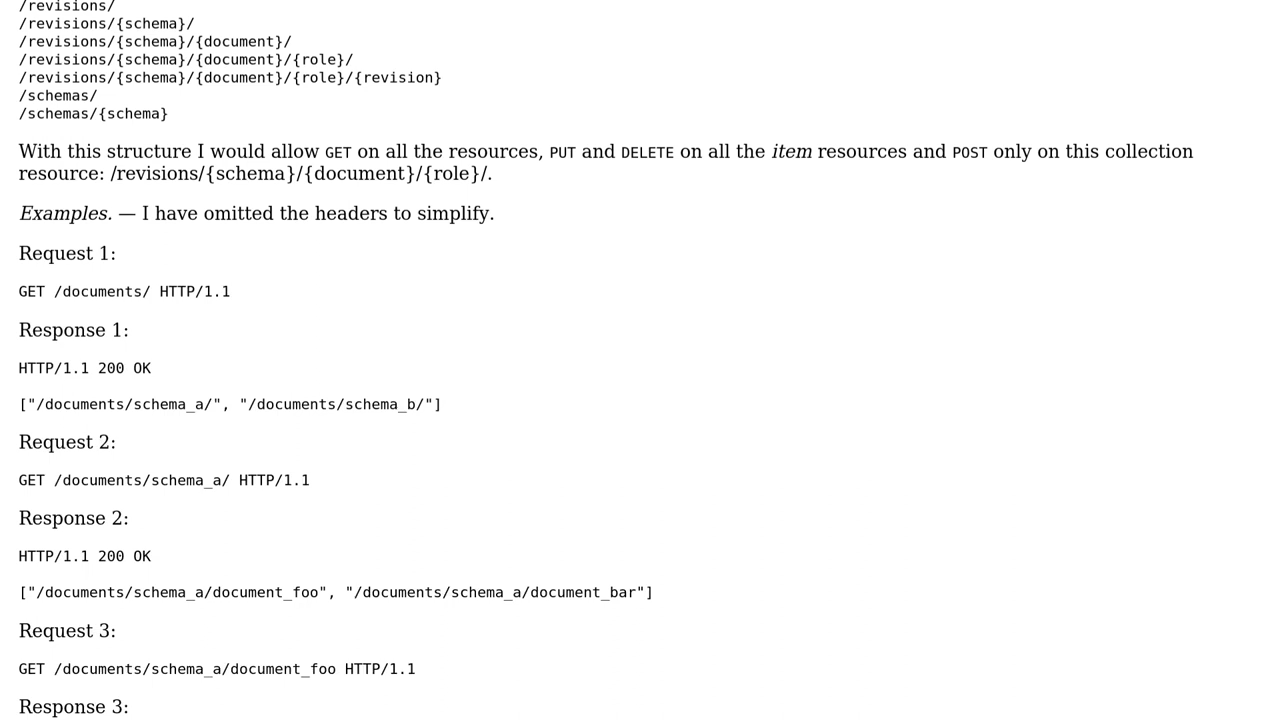 /revisions/
/revisions/{schema}/
/revisions/{schema}/{document}/
/revisions/{schema}/{document}/{role}/
/revisions/{schema}/{document}/{role}/{revision}
/schemas/
/schemas/{schema}
With this structure I would allow GET on all the resources, PUT and DELETE on all the item resources and POST only on this collection
resource: /revisions/{schema}/{document}/{role}/.
Examples. — I have omitted the headers to simplify.
Request 1:
GET /documents/ HTTP/1.1
Response 1:
HTTP/1.1 200 OK
["/documents/schema_a/", "/documents/schema_b/"]
Request 2:
GET /documents/schema_a/ HTTP/1.1
Response 2:
HTTP/1.1 200 OK
["/documents/schema_a/document_foo", "/documents/schema_a/document_bar"]
Request 3:
GET /documents/schema_a/document_foo HTTP/1.1
Response 3: